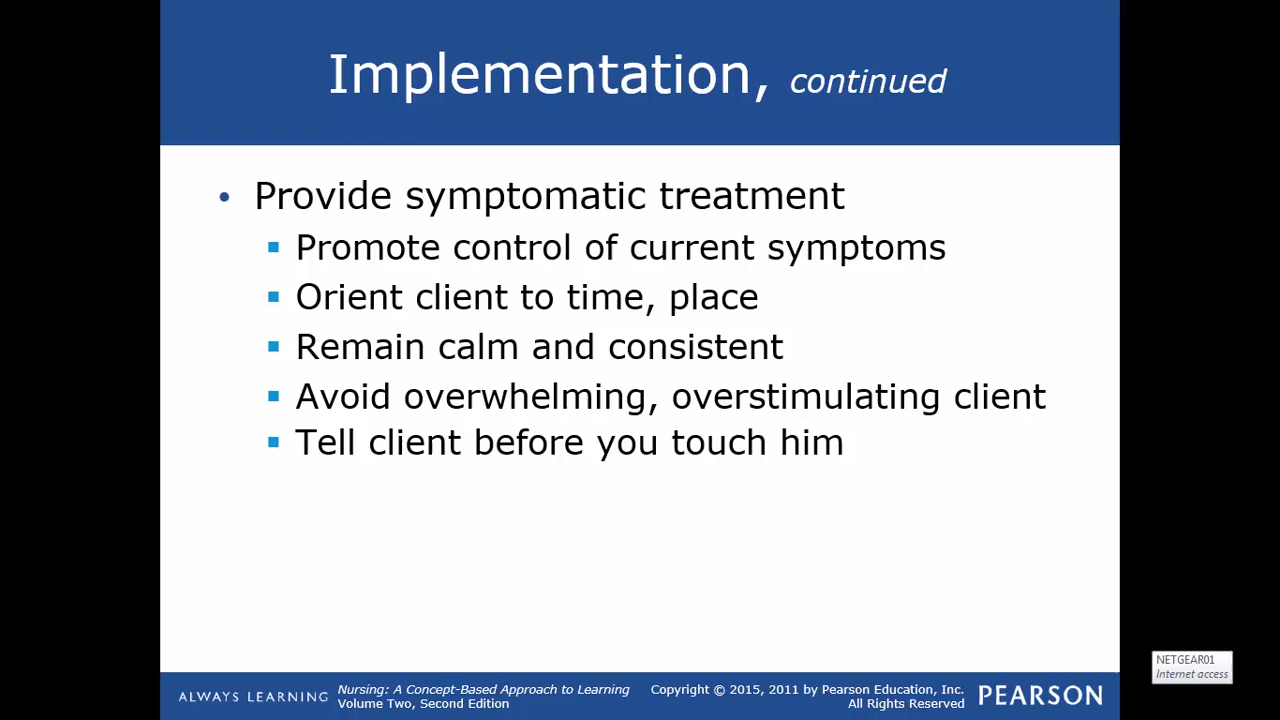 Implementation, continued
• Provide symptomatic treatment
▪ Promote control of current symptoms
▪ Orient client to time, place
▪ Remain calm and consistent
▪ Avoid overwhelming, overstimulating client
▪ Tell client before you touch him
NETGEAR01
Internet access
ALWAYS LEARNING
Nursing: A Concept-Based Approach to Learning
Volume Two, Second Edition
Copyright © 2015, 2011 by Pearson Education, Inc.
All Rights Reserved
PEARSON